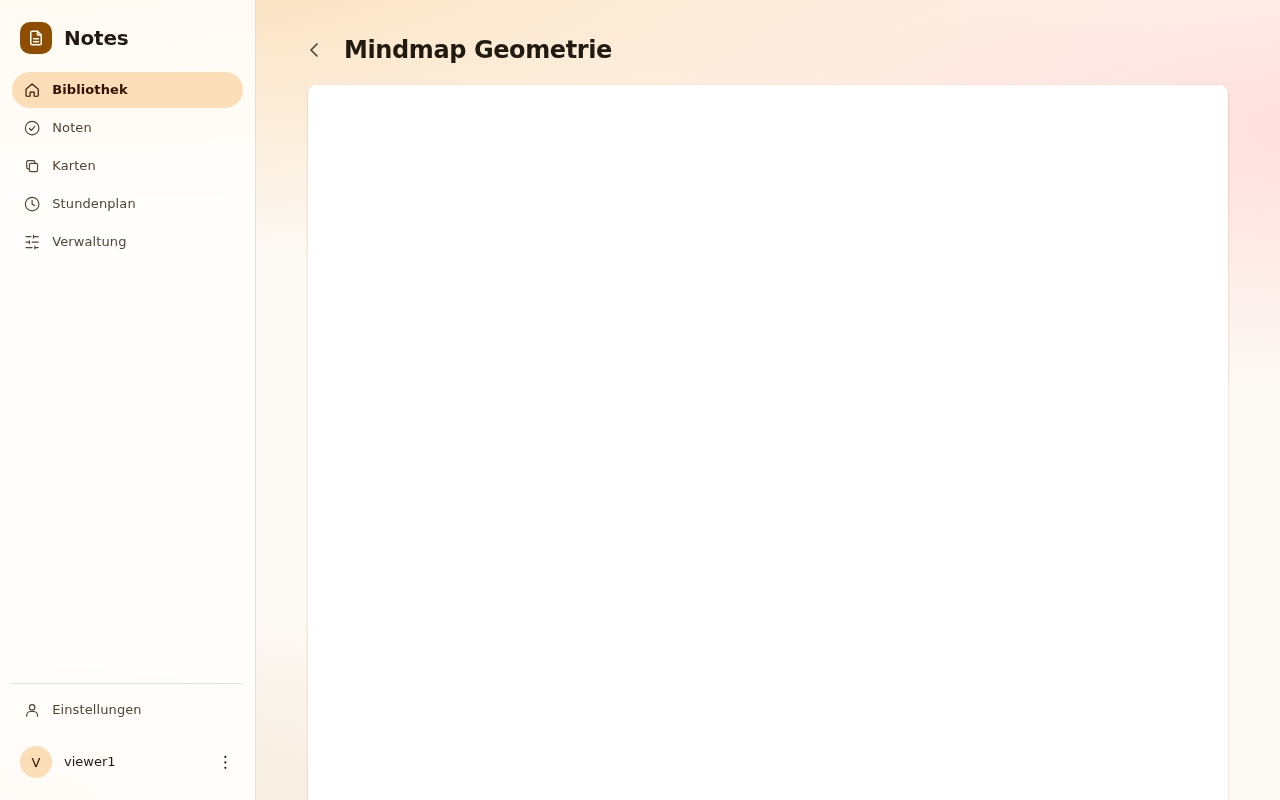 Notes
Bibliothek
Noten
Karten
Stundenplan
Verwaltung
Einstellungen
V
viewer1
Mindmap Geometrie